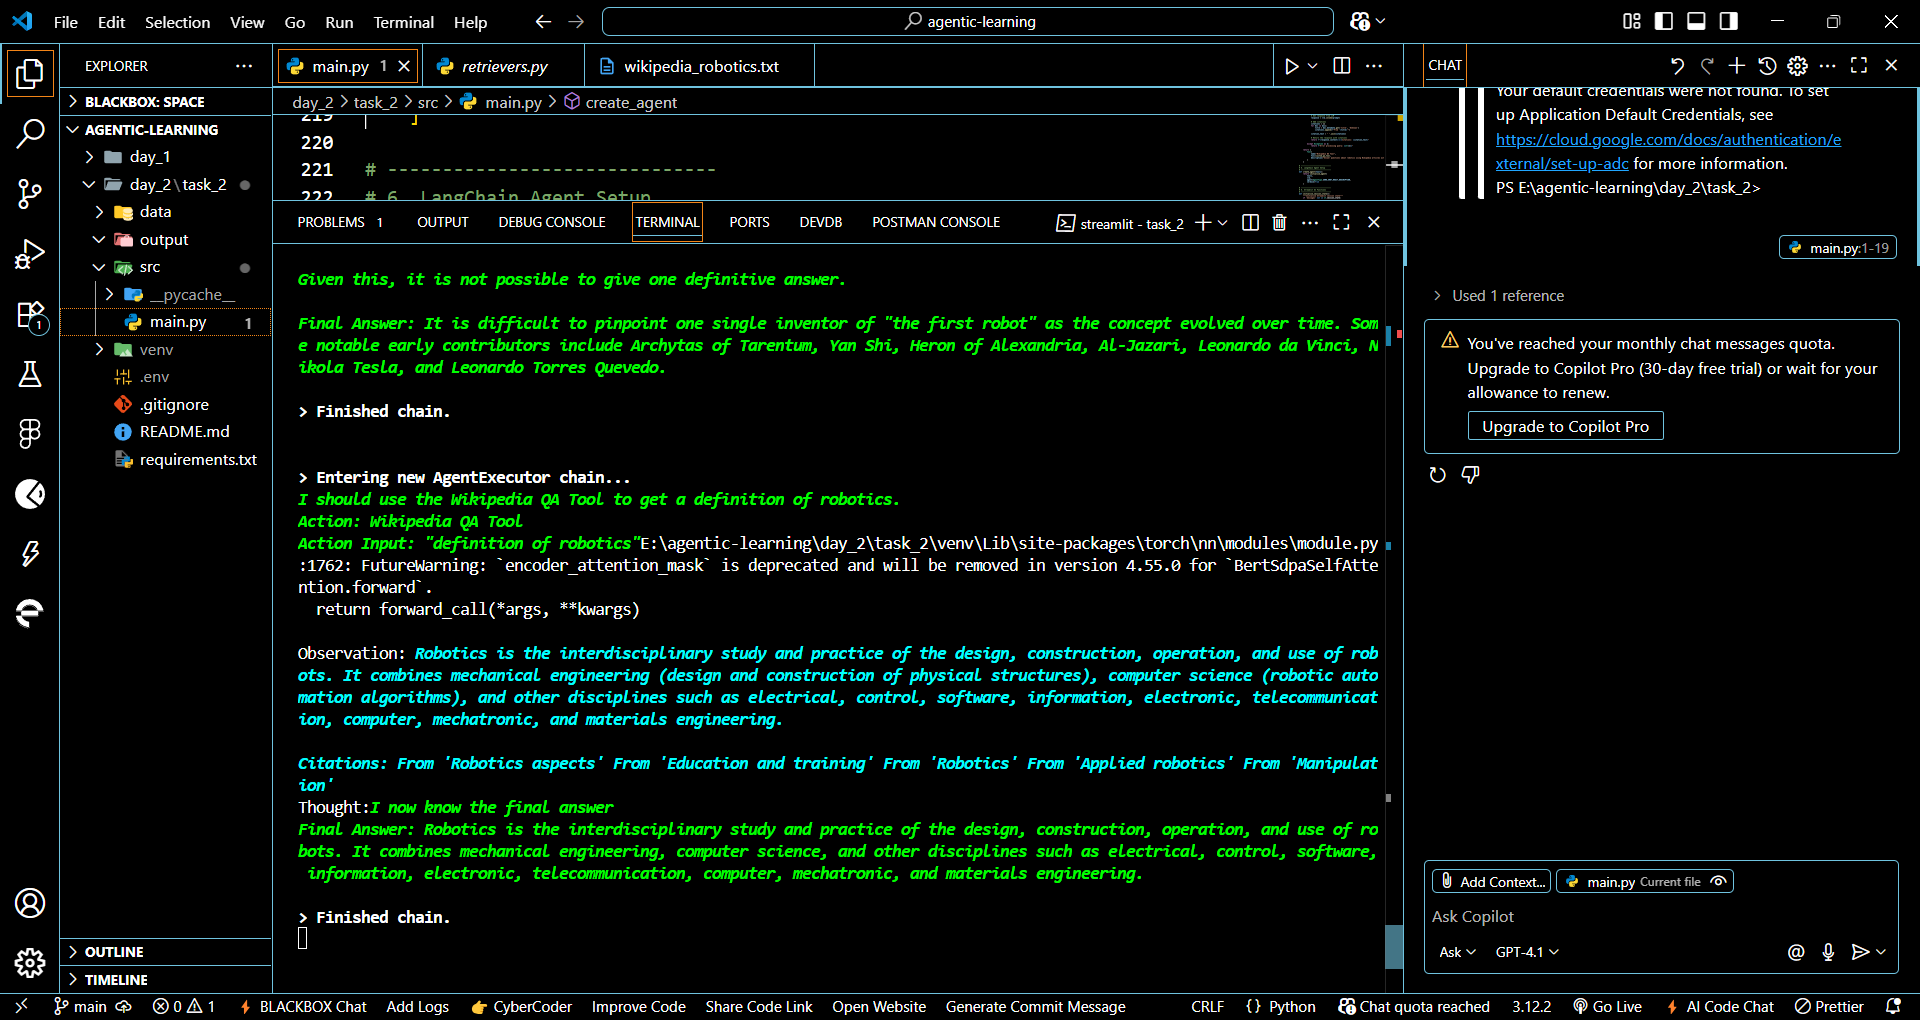 File Edit Selection View Go Run Terminal Help
agentic-learning
EXPLORER
BLACKBOX: SPACE
AGENTIC-LEARNING
day_1
day_2\task_2
data
output
src
__pycache__
main.py 1
venv
.env
.gitignore
README.md
requirements.txt
OUTLINE
TIMELINE
1
main.py 1
retrievers.py
wikipedia_robotics.txt
day_2 > task_2 > src > main.py > create_agent
219 ]
220
221 # ------------------------------
222 # 6. LangChain Agent Setup
PROBLEMS 1 OUTPUT DEBUG CONSOLE TERMINAL PORTS DEVDB POSTMAN CONSOLE
streamlit - task_2
Given this, it is not possible to give one definitive answer.
Final Answer: It is difficult to pinpoint one single inventor of "the first robot" as the concept evolved over time. Som
e notable early contributors include Archytas of Tarentum, Yan Shi, Heron of Alexandria, Al-Jazari, Leonardo da Vinci, N
ikola Tesla, and Leonardo Torres Quevedo.
> Finished chain.
> Entering new AgentExecutor chain...
I should use the Wikipedia QA Tool to get a definition of robotics.
Action: Wikipedia QA Tool
Action Input: "definition of robotics"E:\agentic-learning\day_2\task_2\venv\Lib\site-packages\torch\nn\modules\module.py
:1762: FutureWarning: `encoder_attention_mask` is deprecated and will be removed in version 4.55.0 for `BertSdpaSelfAtte
ntion.forward`.
return forward_call(*args, **kwargs)
Observation: Robotics is the interdisciplinary study and practice of the design, construction, operation, and use of rob
ots. It combines mechanical engineering (design and construction of physical structures), computer science (robotic auto
mation algorithms), and other disciplines such as electrical, control, software, information, electronic, telecommunicat
ion, computer, mechatronic, and materials engineering.
Citations: From 'Robotics aspects' From 'Education and training' From 'Robotics' From 'Applied robotics' From 'Manipulat
ion'
Thought:I now know the final answer
Final Answer: Robotics is the interdisciplinary study and practice of the design, construction, operation, and use of ro
bots. It combines mechanical engineering, computer science, and other disciplines such as electrical, control, software,
information, electronic, telecommunication, computer, mechatronic, and materials engineering.
> Finished chain.
CHAT
Your default credentials were not found. To set
up Application Default Credentials, see
https://cloud.google.com/docs/authentication/e
xternal/set-up-adc for more information.
PS E:\agentic-learning\day_2\task_2>
main.py:1-19
Used 1 reference
You've reached your monthly chat messages quota.
Upgrade to Copilot Pro (30-day free trial) or wait for your
allowance to renew.
Upgrade to Copilot Pro
Add Context... main.py Current file
Ask Copilot
Ask GPT-4.1
main 0 1 BLACKBOX Chat Add Logs CyberCoder Improve Code Share Code Link Open Website Generate Commit Message CRLF {} Python Chat quota reached 3.12.2 Go Live AI Code Chat Prettier